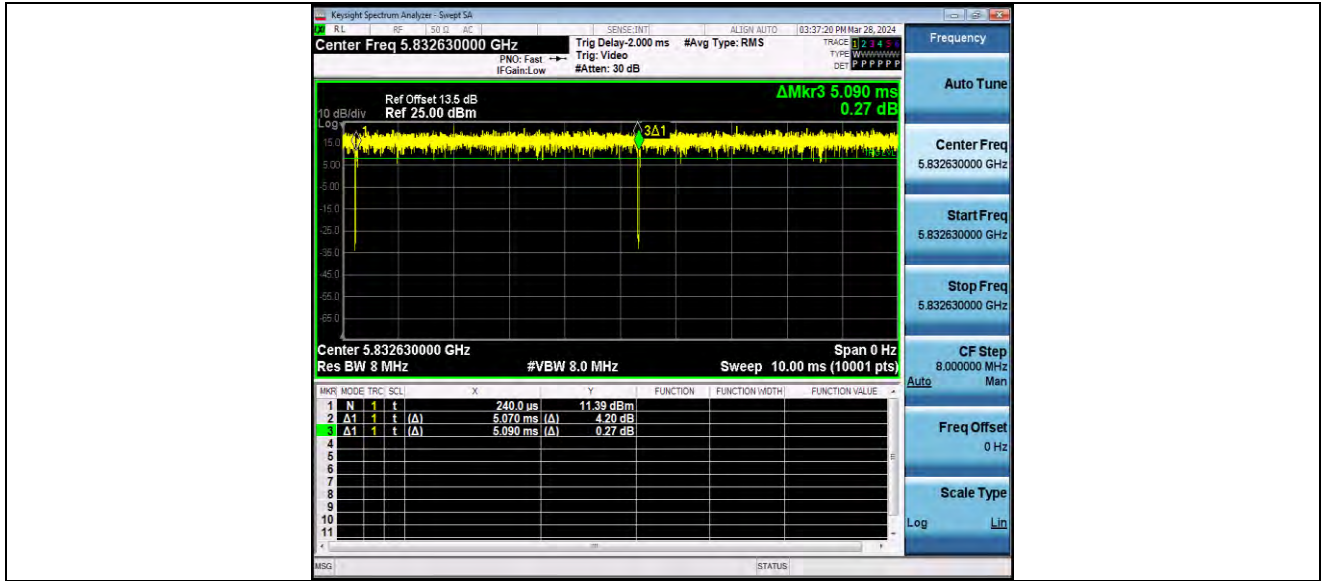 Keysight Spectrum Analyzer - Swept SA
RL RF 50 Ω AC SENSE:INT ALIGN AUTO 03:37:20 PM Mar 28, 2024
Center Freq 5.832630000 GHz
PNO: Fast
IFGain:Low
Trig Delay-2.000 ms
Trig: Video
#Atten: 30 dB
#Avg Type: RMS
TRACE 1 2 3 4 5 6
TYPE
DET P P P P P P
ΔMkr3 5.090 ms
0.27 dB
Ref Offset 13.5 dB
10 dB/div Ref 25.00 dBm
Log
1
3Δ1
15.0
5.00
-5.00
-15.0
-25.0
-35.0
-45.0
-55.0
-65.0
Center 5.832630000 GHz Span 0 Hz
Res BW 8 MHz #VBW 8.0 MHz Sweep 10.00 ms (10001 pts)
MKR MODE TRC SCL X Y FUNCTION FUNCTION WIDTH FUNCTION VALUE
1 N 1 t 240.0 µs 11.39 dBm
2 Δ1 1 t (Δ) 5.070 ms (Δ) 4.20 dB
3 Δ1 1 t (Δ) 5.090 ms (Δ) 0.27 dB
4
5
6
7
8
9
10
11
MSG STATUS
Frequency
Auto Tune
Center Freq
5.832630000 GHz
Start Freq
5.832630000 GHz
Stop Freq
5.832630000 GHz
CF Step
8.000000 MHz
Auto Man
Freq Offset
0 Hz
Scale Type
Log Lin